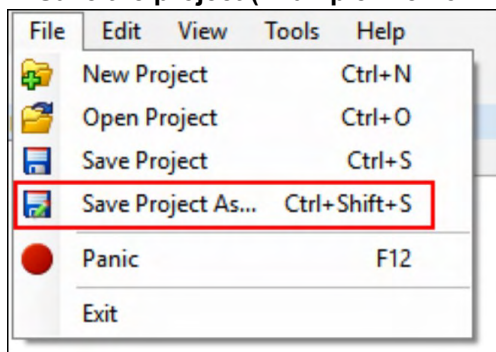 File Edit View Tools Help
New Project Ctrl+N
Open Project Ctrl+O
Save Project Ctrl+S
Save Project As... Ctrl+Shift+S
Panic F12
Exit